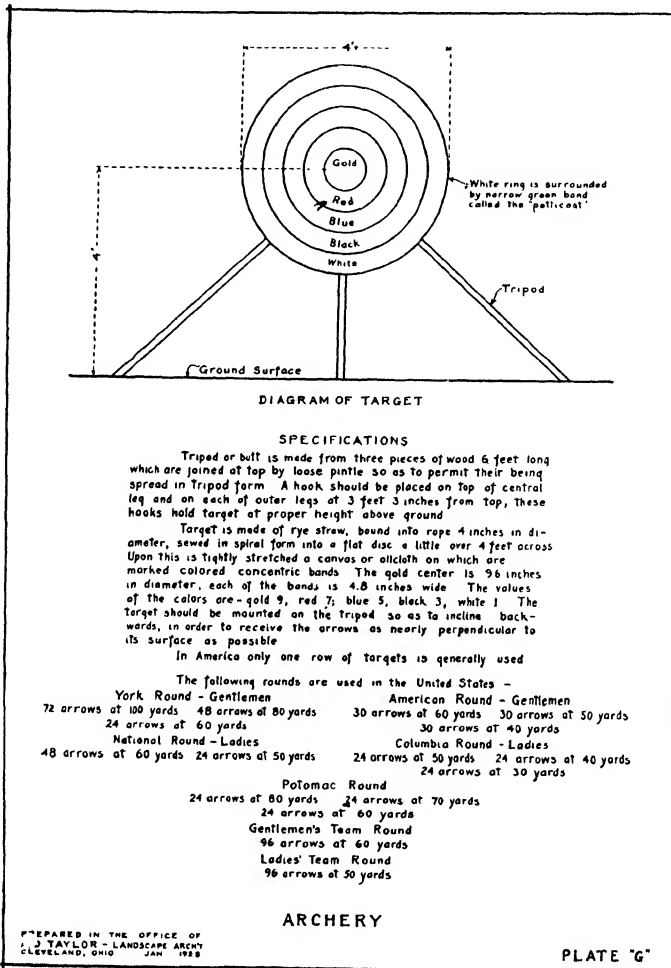 4'+
Gold
Red
Blue
Black
White
White ring is surrounded
by narrow green band
called the "petticoat"
4'
Tripod
Ground Surface
DIAGRAM OF TARGET
SPECIFICATIONS
Tripod or butt is made from three pieces of wood 6 feet long
which are joined at top by loose pintle so as to permit their being
spread in Tripod form A hook should be placed on top of central
leg and on each of outer legs at 3 feet 3 inches from top, these
hooks hold target at proper height above ground
Target is made of rye straw, bound into rope 4 inches in di-
ameter, sewed in spiral form into a flat disc a little over 4 feet across
Upon this is tightly stretched a canvas or oilcloth on which are
marked colored concentric bands The gold center is 9 6 inches
in diameter, each of the bands is 4.8 inches wide The values
of the colors are - gold 9, red 7; blue 5, black 3, white 1 The
target should be mounted on the tripod so as to incline back-
wards, in order to receive the arrows as nearly perpendicular to
its surface as possible
In America only one row of targets is generally used
The following rounds are used in the United States -
York Round - Gentlemen
72 arrows at 100 yards 48 arrows at 80 yards
24 arrows at 60 yards
American Round - Gentlemen
30 arrows at 60 yards 30 arrows at 50 yards
30 arrows at 40 yards
National Round - Ladies
48 arrows at 60 yards 24 arrows at 50 yards
Columbia Round - Ladies
24 arrows at 50 yards 24 arrows at 40 yards
24 arrows at 30 yards
Potomac Round
24 arrows at 80 yards 24 arrows at 70 yards
24 arrows at 60 yards
Gentlemen's Team Round
96 arrows at 60 yards
Ladies' Team Round
96 arrows at 50 yards
ARCHERY
PREPARED IN THE OFFICE OF
J TAYLOR - LANDSCAPE ARCH'T
CLEVELAND, OHIO JAN 1928
PLATE "G"